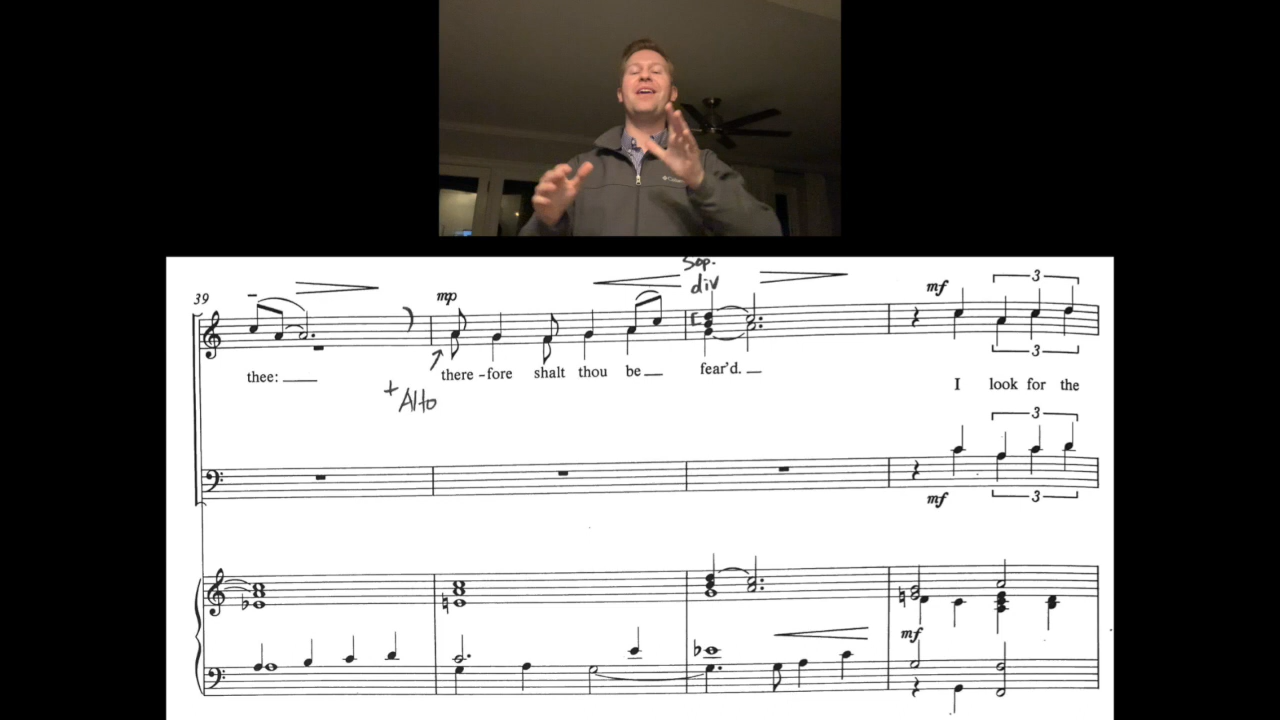 Sop.
div
3
39
mp
mf
3
thee: there-fore shalt thou be fear'd. I look for the
+ Alto
3
mf
3
mf